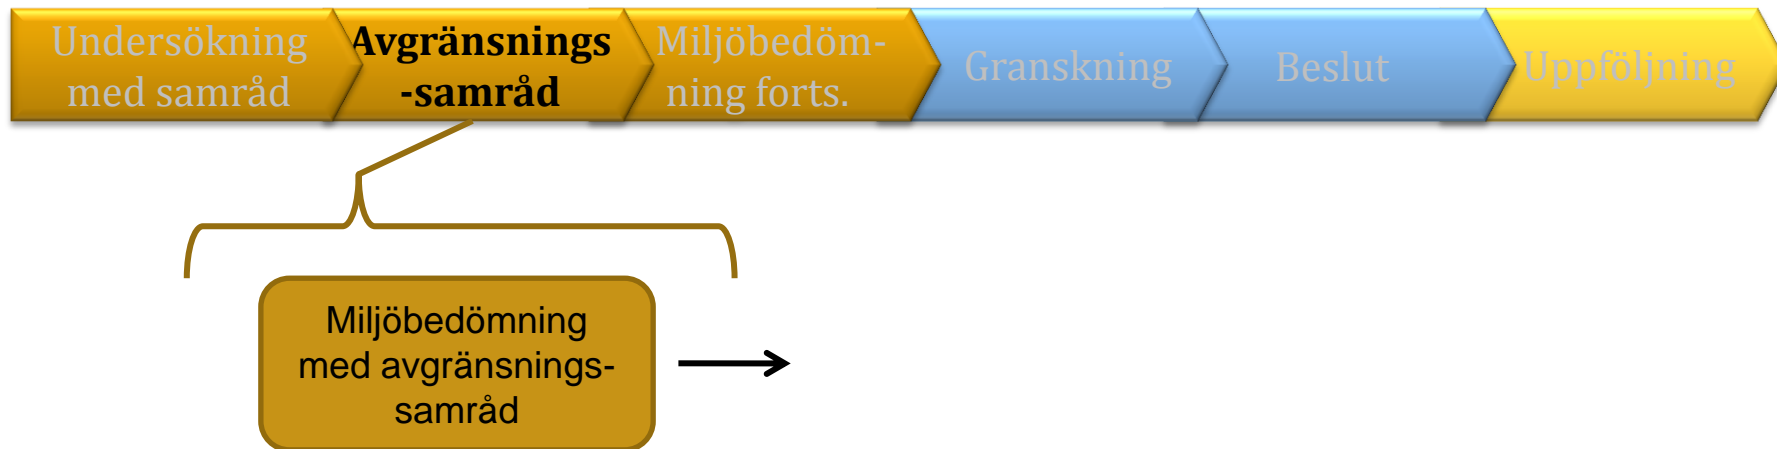 Undersökning
med samråd
Avgränsnings
-samråd
Miljöbedöm-
ning forts.
Granskning
Beslut
Uppföljning
Miljöbedömning
med avgränsnings-
samråd